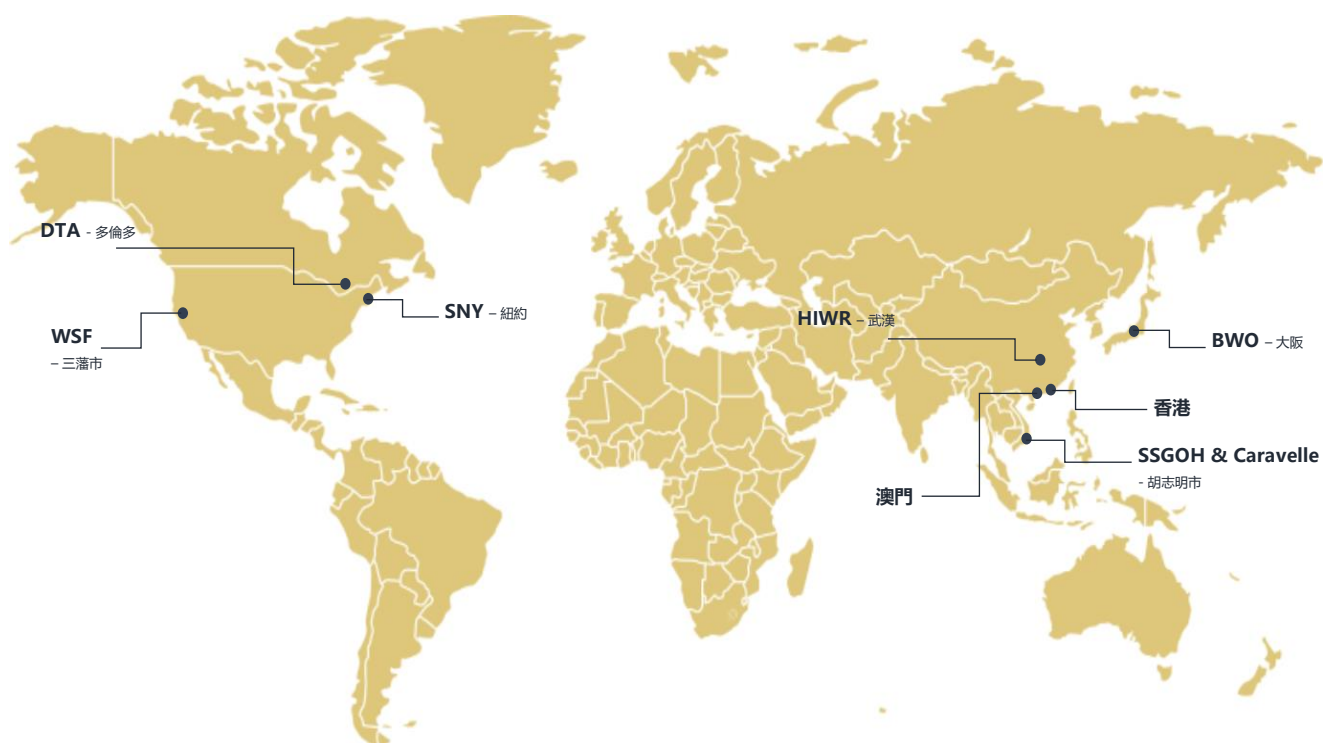 DTA - 多倫多
WSF
– 三藩市
SNY – 紐約
HIWR – 武漢
BWO – 大阪
香港
SSGOH & Caravelle
- 胡志明市
澳門